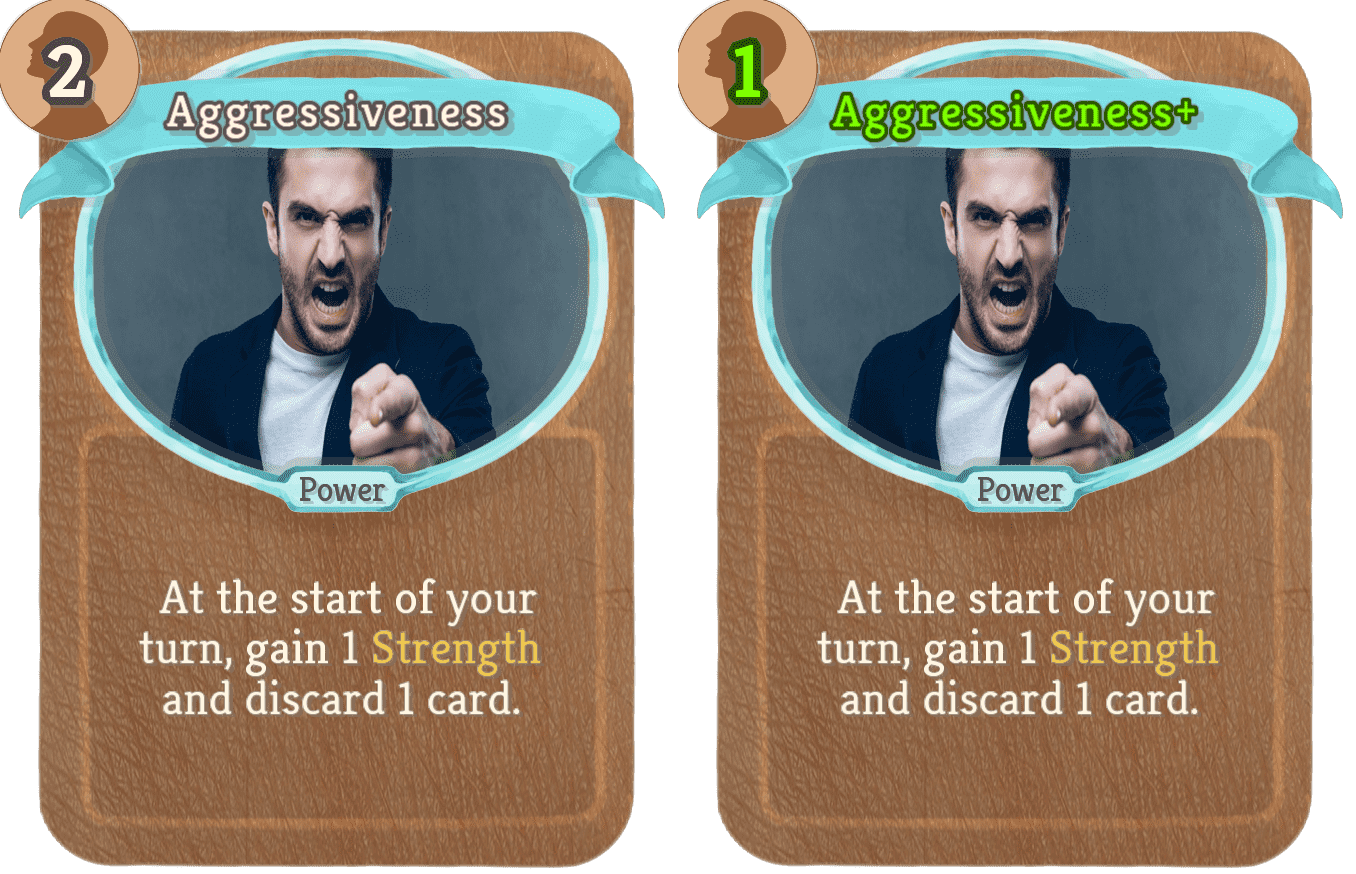 2
Aggressiveness
Power
At the start of your
turn, gain 1 Strength
and discard 1 card.
1
Aggressiveness+
Power
At the start of your
turn, gain 1 Strength
and discard 1 card.